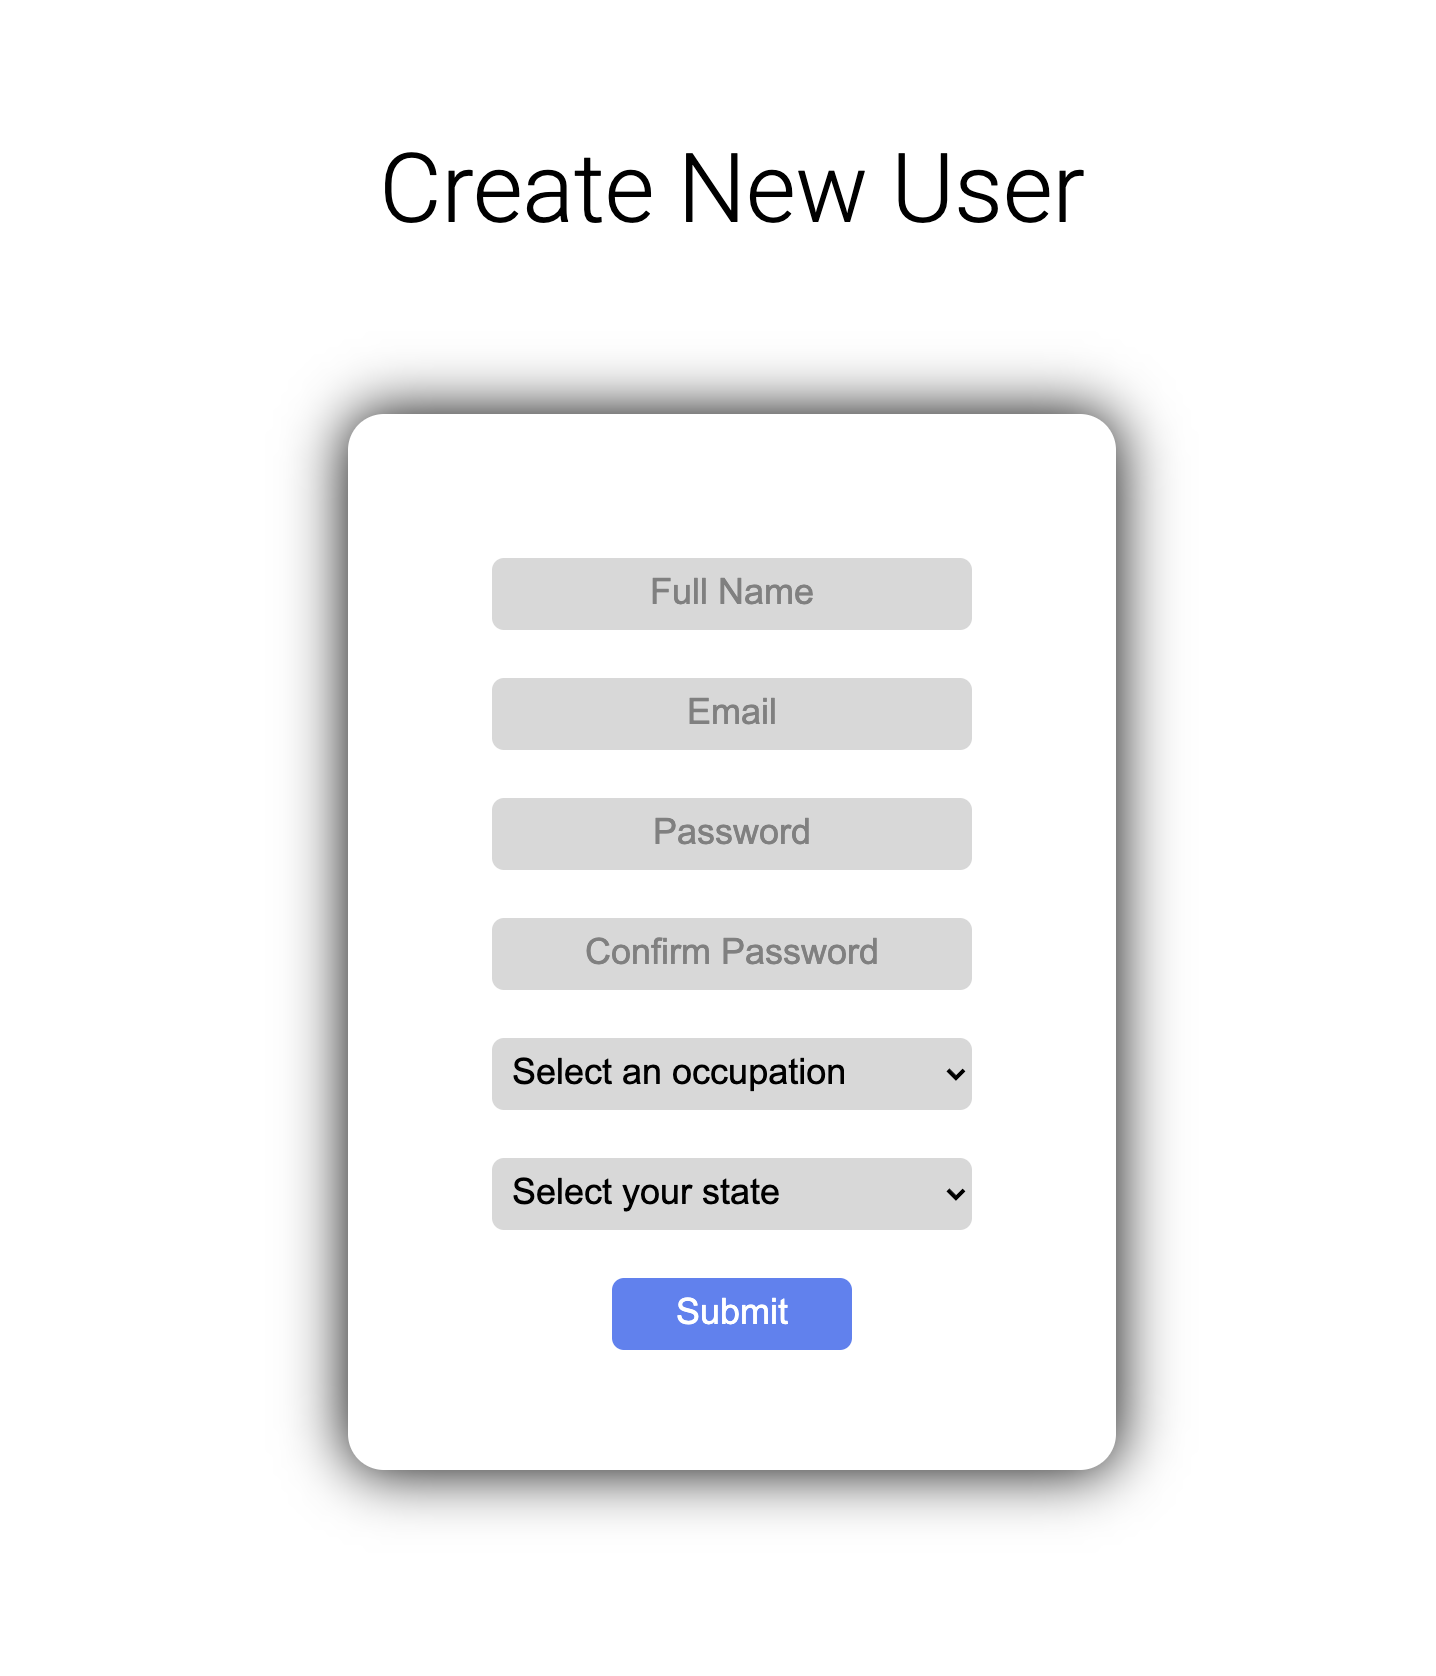 Create New User
Full Name
Email
Password
Confirm Password
Select an occupation
Select your state
Submit